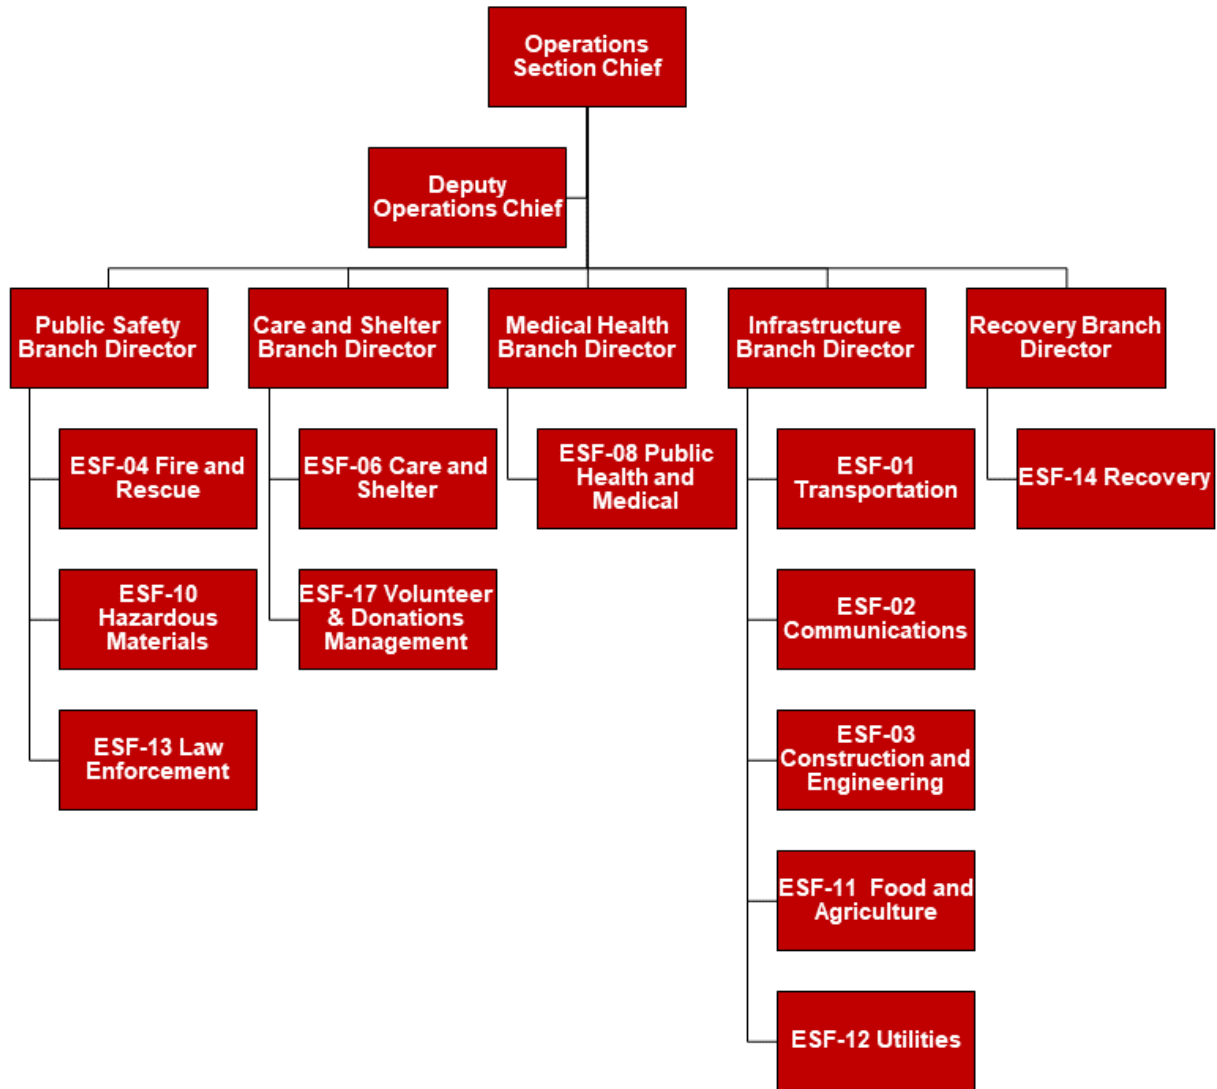 Operations
Section Chief
Deputy
Operations Chief
Public Safety
Branch Director
Care and Shelter
Branch Director
Medical Health
Branch Director
Infrastructure
Branch Director
Recovery Branch
Director
ESF-04 Fire and
Rescue
ESF-06 Care and
Shelter
ESF-08 Public
Health and
Medical
ESF-01
Transportation
ESF-14 Recovery
ESF-10
Hazardous
Materials
ESF-17 Volunteer
& Donations
Management
ESF-02
Communications
ESF-13 Law
Enforcement
ESF-03
Construction and
Engineering
ESF-11  Food and
Agriculture
ESF-12 Utilities